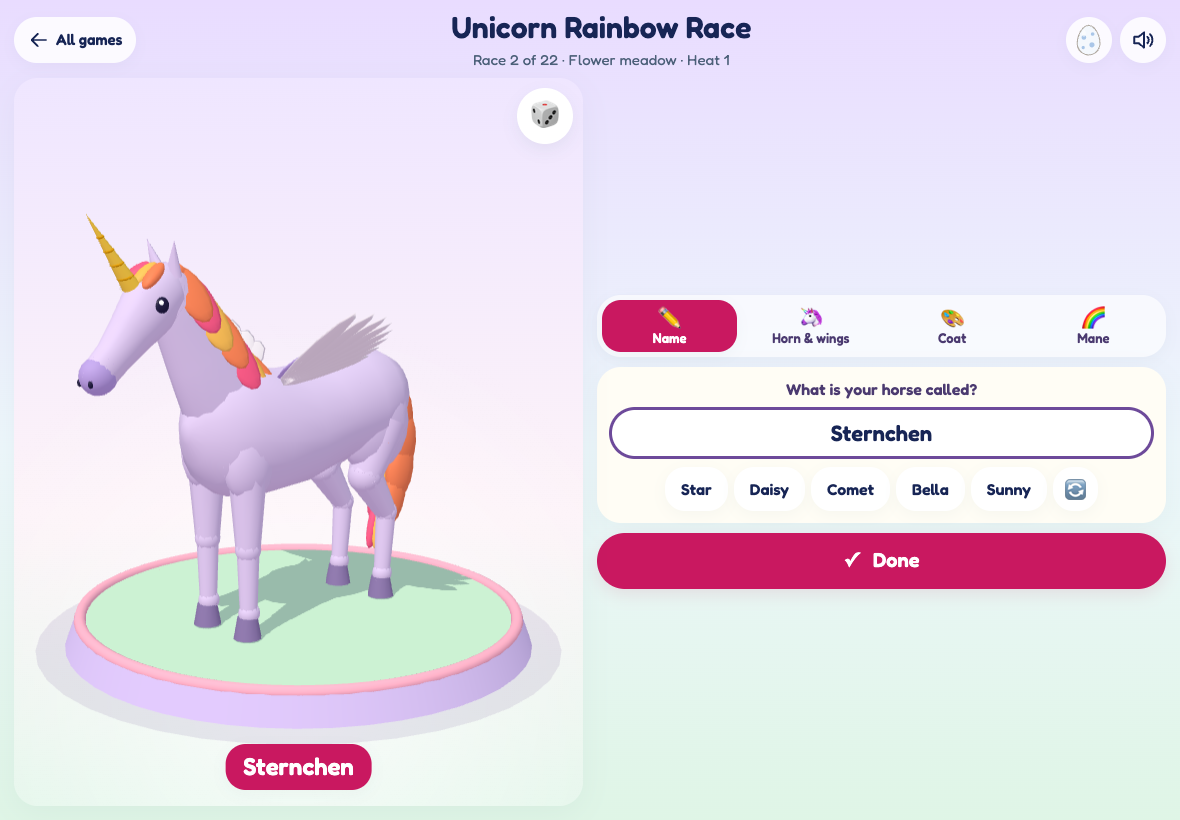 All games
Unicorn Rainbow Race
Race 2 of 22 · Flower meadow · Heat 1
Name
Horn & wings
Coat
Mane
What is your horse called?
Sternchen
Star
Daisy
Comet
Bella
Sunny
✓ Done
Sternchen